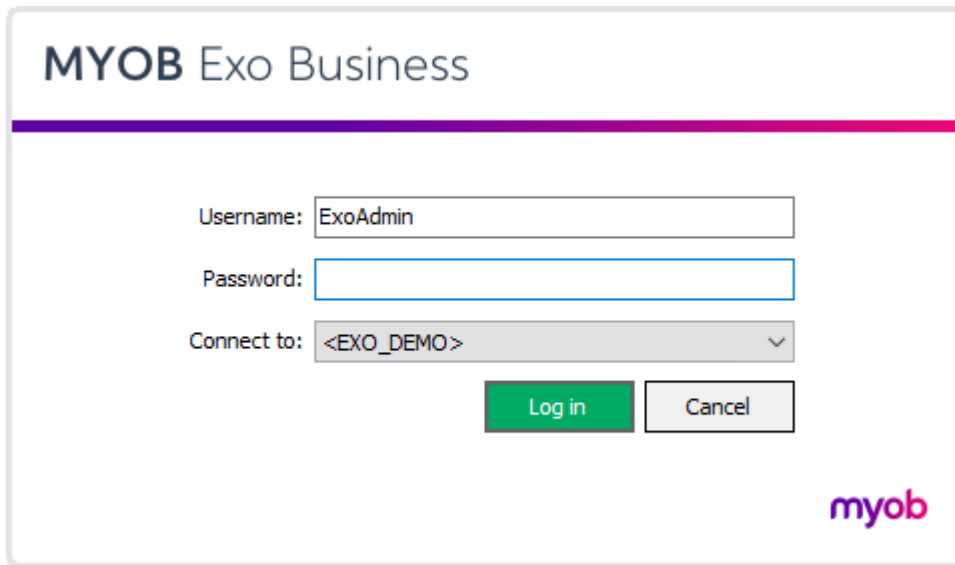 MYOB Exo Business
Username: ExoAdmin
Password:
Connect to: <EXO_DEMO>
Log in Cancel
myob